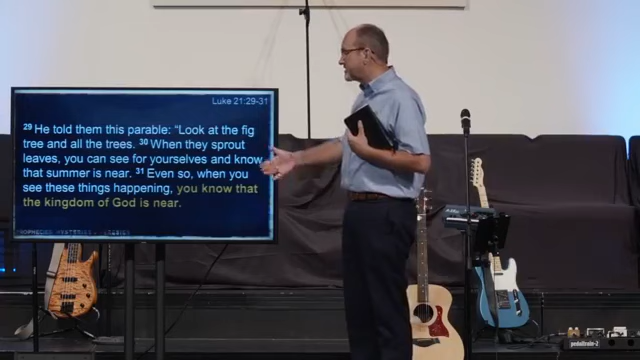 Luke 21:29-31
29 He told them this parable: "Look at the fig
tree and all the trees. 30 When they sprout
leaves, you can see for yourselves and know
that summer is near. 31 Even so, when you
see these things happening, you know that
the kingdom of God is near.
pedaltrain-2